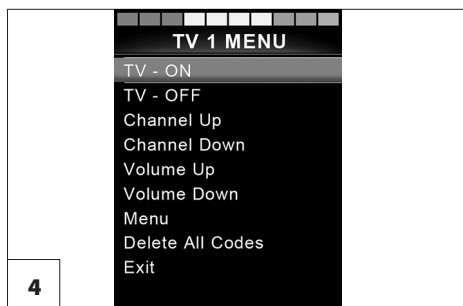 TV 1 MENU
TV - ON
TV - OFF
Channel Up
Channel Down
Volume Up
Volume Down
Menu
Delete All Codes
Exit
4